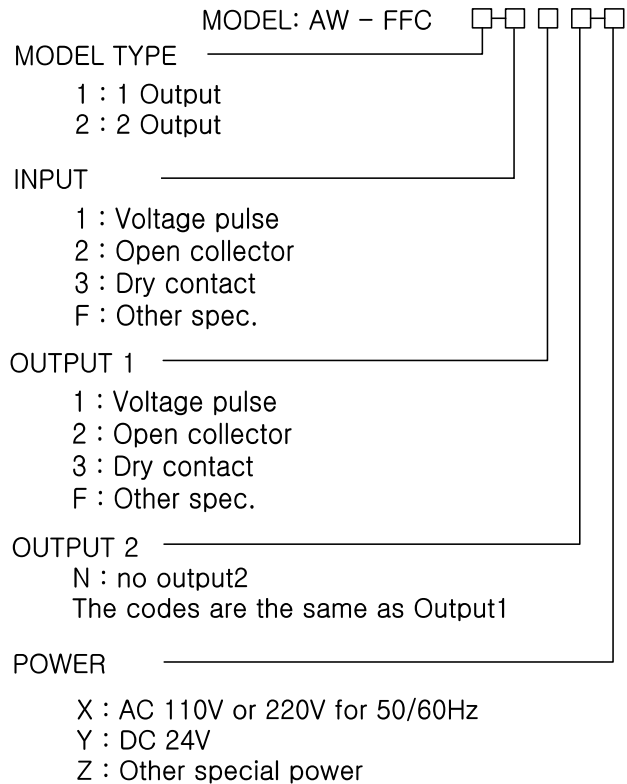 MODEL: AW - FFC □-□ □ □-□
MODEL TYPE
1 : 1 Output
2 : 2 Output
INPUT
1 : Voltage pulse
2 : Open collector
3 : Dry contact
F : Other spec.
OUTPUT 1
1 : Voltage pulse
2 : Open collector
3 : Dry contact
F : Other spec.
OUTPUT 2
N : no output2
The codes are the same as Output1
POWER
X : AC 110V or 220V for 50/60Hz
Y : DC 24V
Z : Other special power